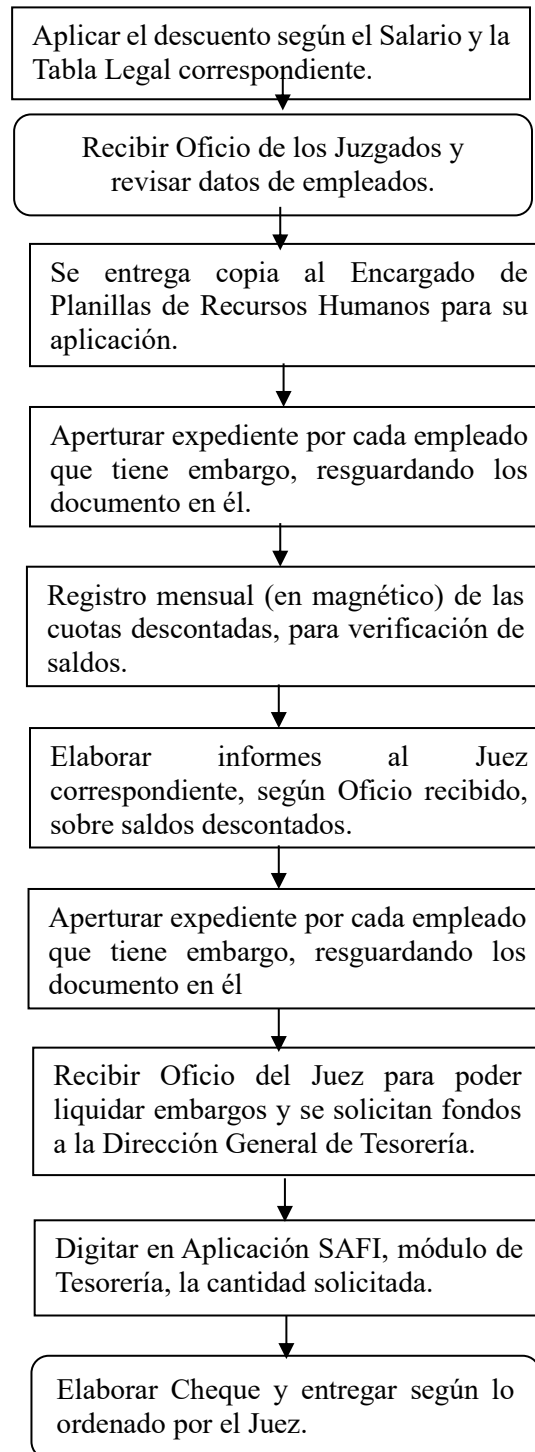 Aplicar el descuento según el Salario y la
Tabla Legal correspondiente.
Recibir Oficio de los Juzgados y
revisar datos de empleados.
Se entrega copia al Encargado de
Planillas de Recursos Humanos para su
aplicación.
Aperturar expediente por cada empleado
que tiene embargo, resguardando los
documento en él.
Registro mensual (en magnético) de las
cuotas descontadas, para verificación de
saldos.
Elaborar informes al Juez
correspondiente, según Oficio recibido,
sobre saldos descontados.
Aperturar expediente por cada empleado
que tiene embargo, resguardando los
documento en él
Recibir Oficio del Juez para poder
liquidar embargos y se solicitan fondos
a la Dirección General de Tesorería.
Digitar en Aplicación SAFI, módulo de
Tesorería, la cantidad solicitada.
Elaborar Cheque y entregar según lo
ordenado por el Juez.